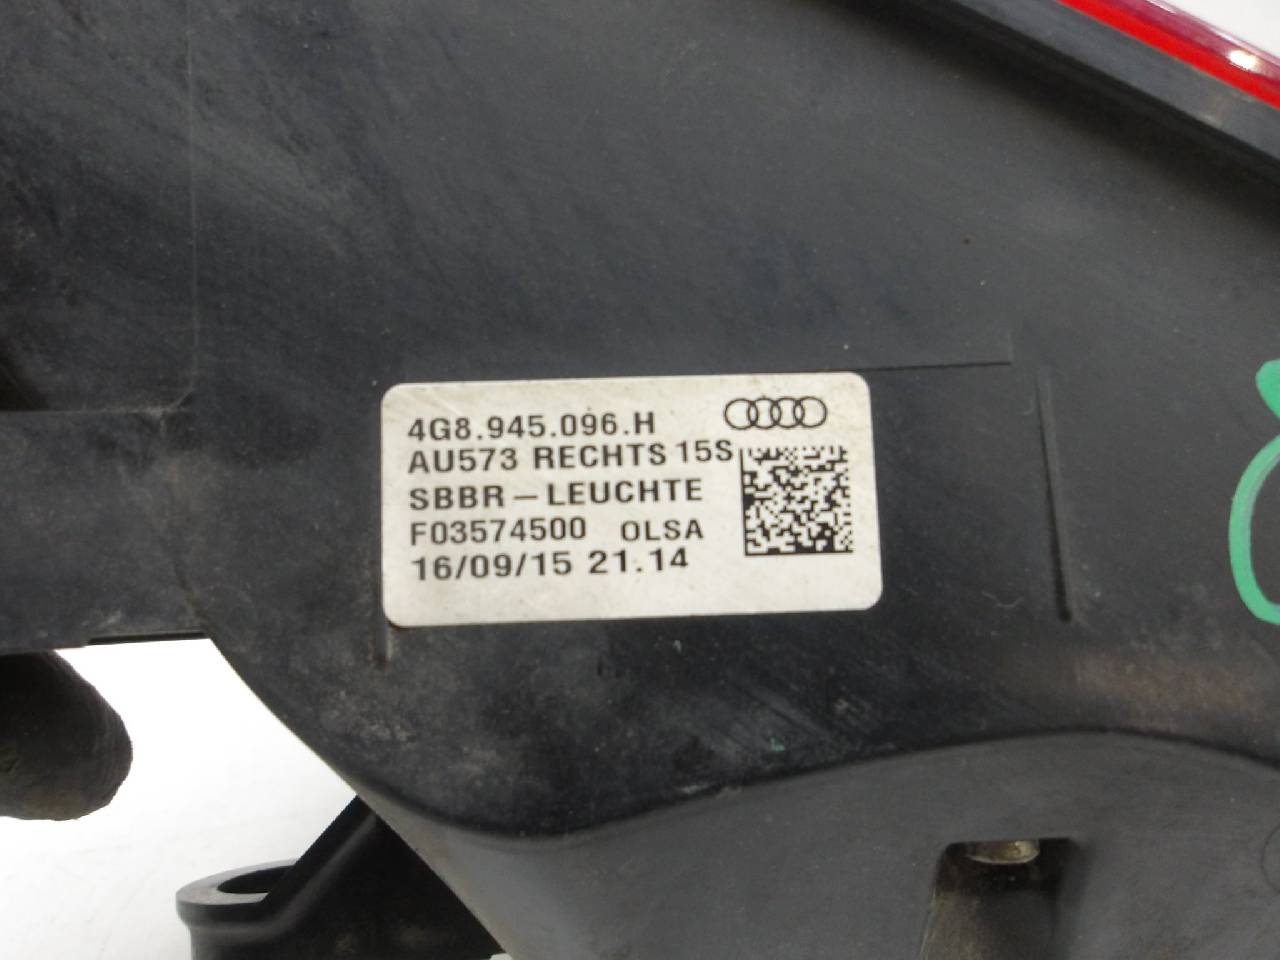 4G8.945.096.H
AU573 RECHTS 15S
SBBR – LEUCHTE
F03574500 OLSA
16/09/15 21.14